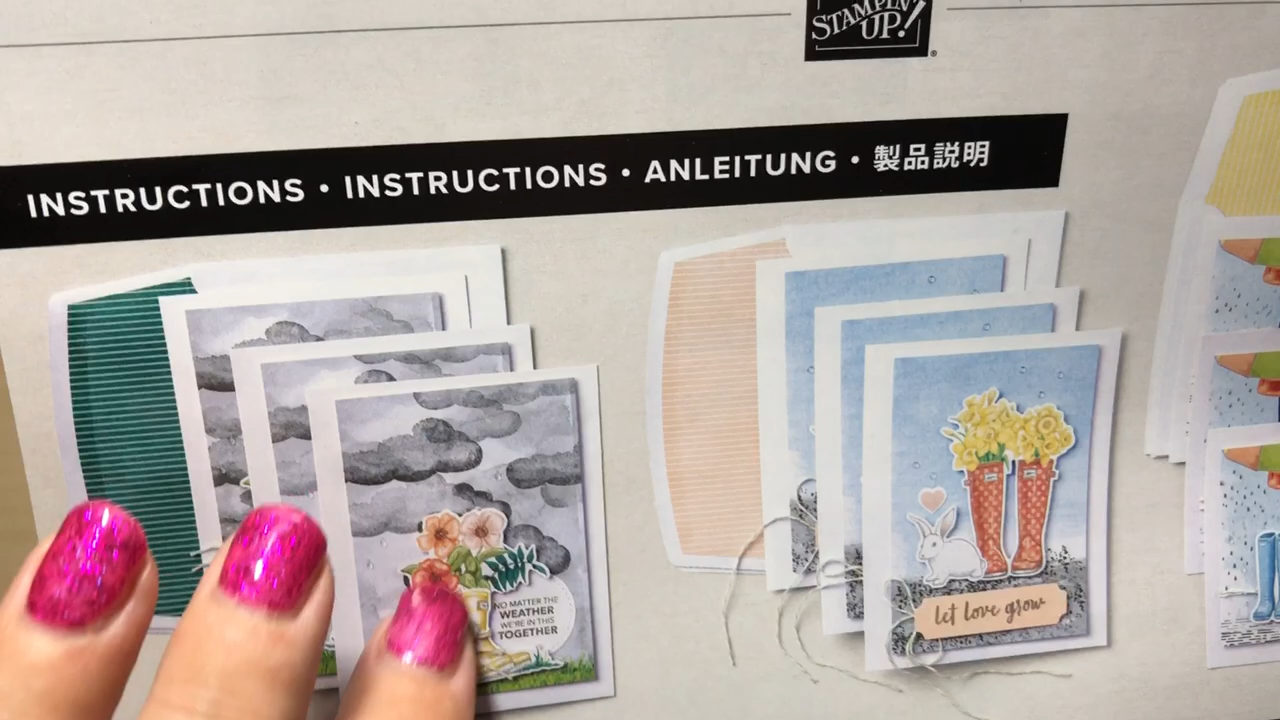 STAMPIN'
UP!®
INSTRUCTIONS • INSTRUCTIONS • ANLEITUNG • 製品説明
NO MATTER THE
WEATHER
WE'RE IN THIS
TOGETHER
let love grow